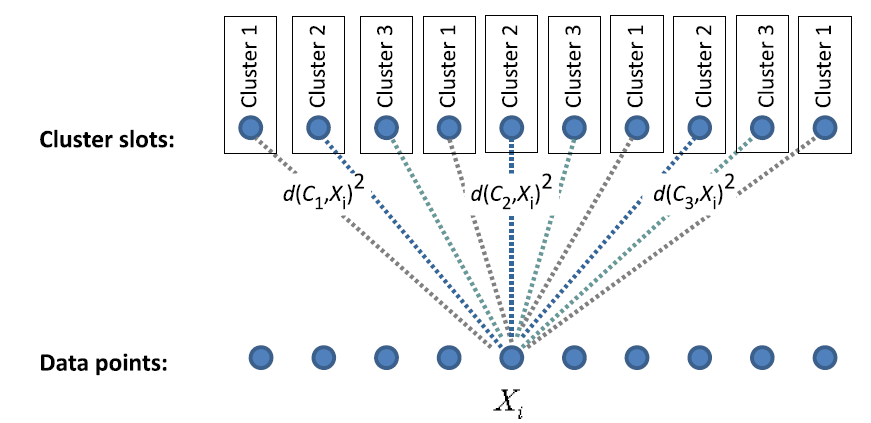 Cluster 1
Cluster 2
Cluster 3
Cluster 1
Cluster 2
Cluster 3
Cluster 1
Cluster 2
Cluster 3
Cluster 1
Cluster slots:
d(C₁,Xᵢ)²
d(C₂,Xᵢ)²
d(C₃,Xᵢ)²
Data points:
Xᵢ